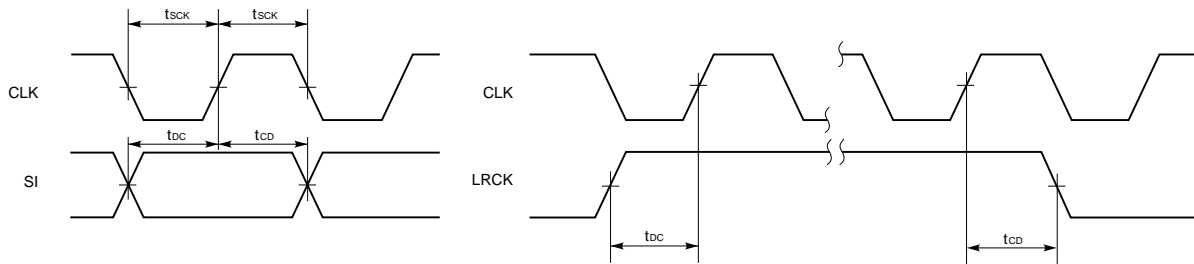 tSCK tSCK
CLK
tDC tCD
SI
CLK
LRCK
tDC
tCD